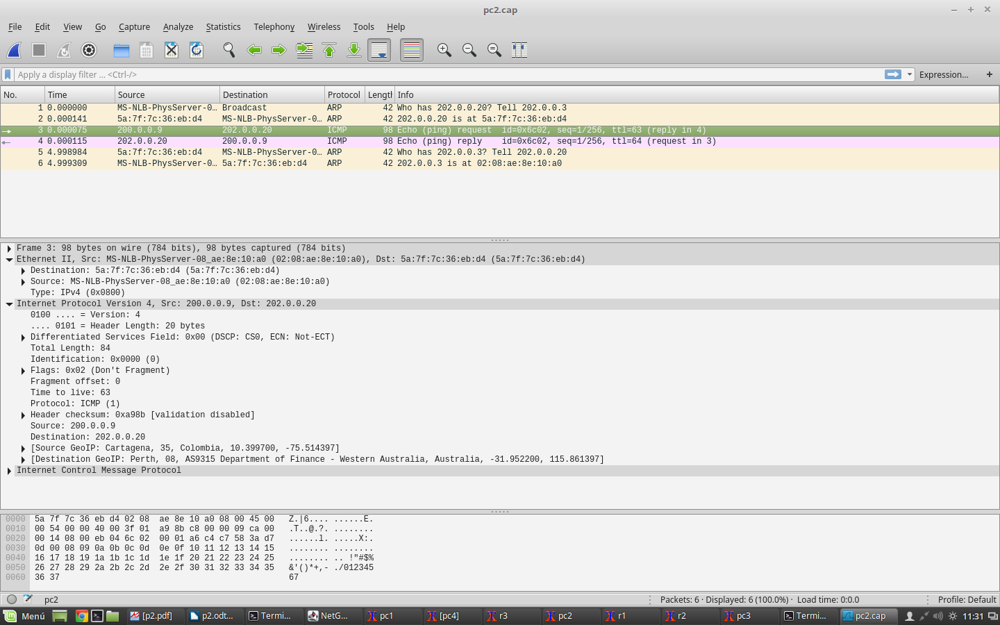 pc2.cap
File Edit View Go Capture Analyze Statistics Telephony Wireless Tools Help
Apply a display filter ... <Ctrl-/> Expression... +
No. Time Source Destination Protocol Length Info
1 0.000000 MS-NLB-PhysServer-0… Broadcast ARP 42 Who has 202.0.0.20? Tell 202.0.0.3
2 0.000141 5a:7f:7c:36:eb:d4 MS-NLB-PhysServer-0… ARP 42 202.0.0.20 is at 5a:7f:7c:36:eb:d4
3 0.000075 200.0.0.9 202.0.0.20 ICMP 98 Echo (ping) request id=0x6c02, seq=1/256, ttl=63 (reply in 4)
4 0.000115 202.0.0.20 200.0.0.9 ICMP 98 Echo (ping) reply id=0x6c02, seq=1/256, ttl=64 (request in 3)
5 4.998984 5a:7f:7c:36:eb:d4 MS-NLB-PhysServer-0… ARP 42 Who has 202.0.0.3? Tell 202.0.0.20
6 4.999309 MS-NLB-PhysServer-0… 5a:7f:7c:36:eb:d4 ARP 42 202.0.0.3 is at 02:08:ae:8e:10:a0
Frame 3: 98 bytes on wire (784 bits), 98 bytes captured (784 bits)
Ethernet II, Src: MS-NLB-PhysServer-08_ae:8e:10:a0 (02:08:ae:8e:10:a0), Dst: 5a:7f:7c:36:eb:d4 (5a:7f:7c:36:eb:d4)
Destination: 5a:7f:7c:36:eb:d4 (5a:7f:7c:36:eb:d4)
Source: MS-NLB-PhysServer-08_ae:8e:10:a0 (02:08:ae:8e:10:a0)
Type: IPv4 (0x0800)
Internet Protocol Version 4, Src: 200.0.0.9, Dst: 202.0.0.20
0100 .... = Version: 4
.... 0101 = Header Length: 20 bytes
Differentiated Services Field: 0x00 (DSCP: CS0, ECN: Not-ECT)
Total Length: 84
Identification: 0x0000 (0)
Flags: 0x02 (Don't Fragment)
Fragment offset: 0
Time to live: 63
Protocol: ICMP (1)
Header checksum: 0xa98b [validation disabled]
Source: 200.0.0.9
Destination: 202.0.0.20
[Source GeoIP: Cartagena, 35, Colombia, 10.399700, -75.514397]
[Destination GeoIP: Perth, 08, AS9315 Department of Finance - Western Australia, Australia, -31.952200, 115.861397]
Internet Control Message Protocol
0000 5a 7f 7c 36 eb d4 02 08 ae 8e 10 a0 08 00 45 00 Z.|6.... ......E.
0010 00 54 00 00 40 00 3f 01 a9 8b c8 00 00 09 ca 00 .T..@.?. ........
0020 00 14 08 00 eb 04 6c 02 00 01 a6 c4 c7 58 3a d7 ......l. .....X:.
0030 0d 00 08 09 0a 0b 0c 0d 0e 0f 10 11 12 13 14 15 ........ ........
0040 16 17 18 19 1a 1b 1c 1d 1e 1f 20 21 22 23 24 25 ........ .. !"#$%
0050 26 27 28 29 2a 2b 2c 2d 2e 2f 30 31 32 33 34 35 &'()*+,- ./012345
0060 36 37 67
pc2 Packets: 6 · Displayed: 6 (100.0%) · Load time: 0:0.0 Profile: Default
Menú [p2.pdf] p2.odt... Termi... NetG... pc1 [pc4] r3 pc2 r1 r2 pc3 Termi... pc2.cap 11:31